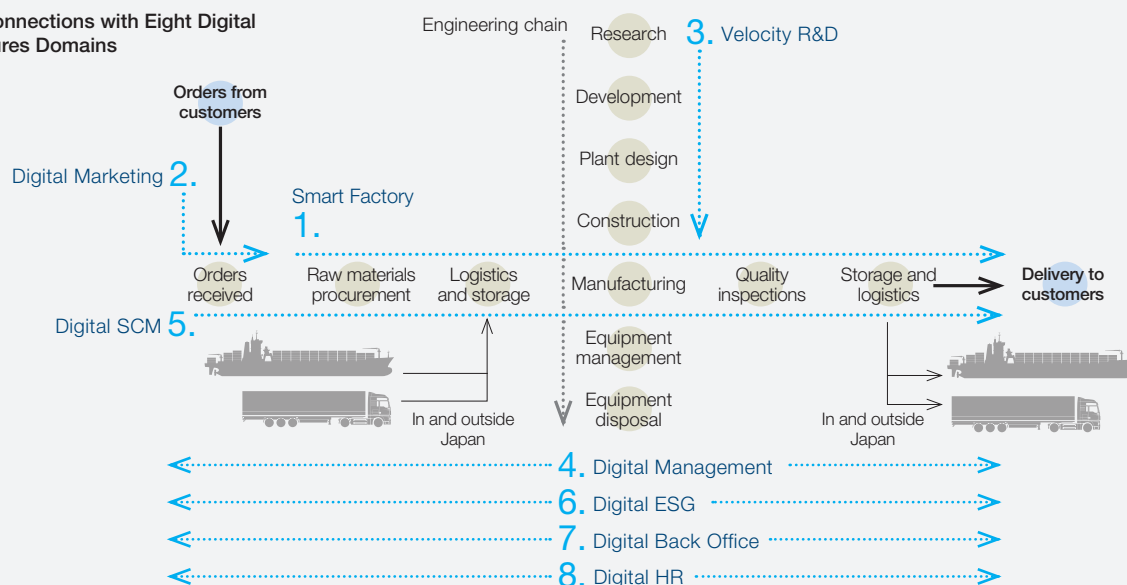 onnections with Eight Digital
ures Domains
Engineering chain
Research
3. Velocity R&D
Orders from
customers
Development
Digital Marketing 2.
Plant design
Smart Factory
1.
Construction
Orders
received
Raw materials
procurement
Logistics
and storage
Manufacturing
Quality
inspections
Storage and
logistics
Delivery to
customers
Digital SCM 5.
Equipment
management
Equipment
disposal
In and outside
Japan
In and outside
Japan
4. Digital Management
6. Digital ESG
7. Digital Back Office
8. Digital HR